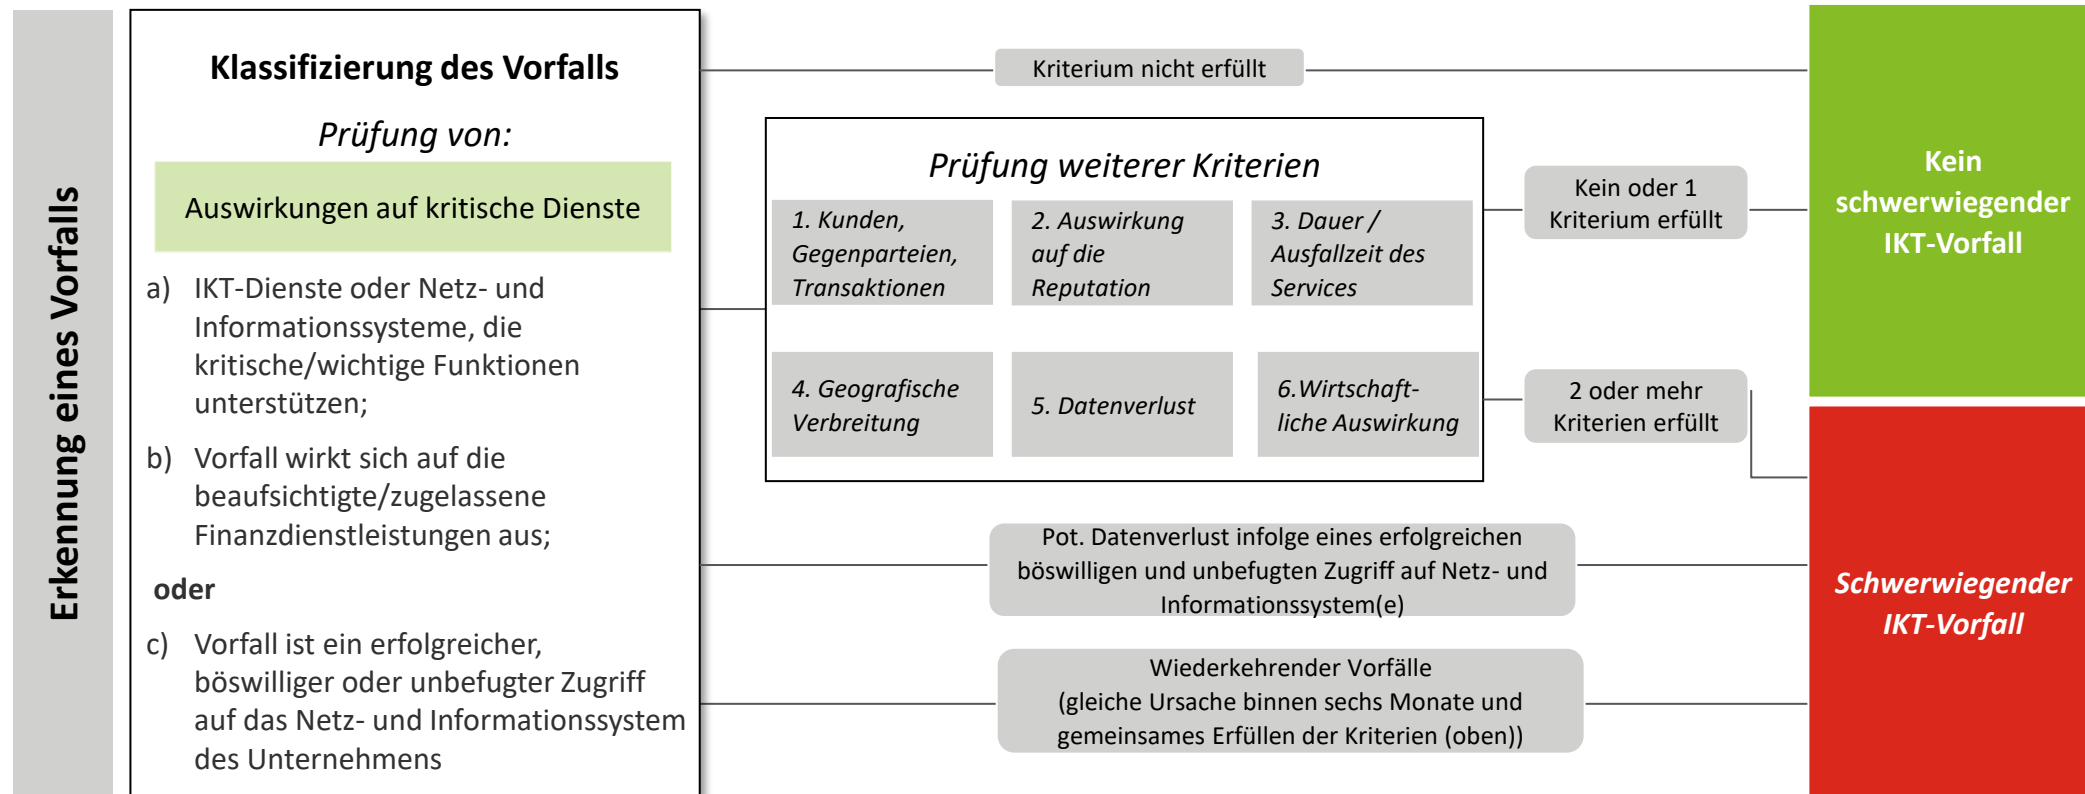 Erkennung eines Vorfalls
Klassifizierung des Vorfalls
Prüfung von:
Auswirkungen auf kritische Dienste
a) IKT-Dienste oder Netz- und
Informationssysteme, die
kritische/wichtige Funktionen
unterstützen;
b) Vorfall wirkt sich auf die
beaufsichtigte/zugelassene
Finanzdienstleistungen aus;
oder
c) Vorfall ist ein erfolgreicher,
böswilliger oder unbefugter Zugriff
auf das Netz- und Informationssystem
des Unternehmens
Kriterium nicht erfüllt
Prüfung weiterer Kriterien
1. Kunden,
Gegenparteien,
Transaktionen
2. Auswirkung
auf die
Reputation
3. Dauer /
Ausfallzeit des
Services
4. Geografische
Verbreitung
5. Datenverlust
6.Wirtschaft-
liche Auswirkung
Kein oder 1
Kriterium erfüllt
2 oder mehr
Kriterien erfüllt
Pot. Datenverlust infolge eines erfolgreichen
böswilligen und unbefugten Zugriff auf Netz- und
Informationssystem(e)
Wiederkehrender Vorfälle
(gleiche Ursache binnen sechs Monate und
gemeinsames Erfüllen der Kriterien (oben))
Kein
schwerwiegender
IKT-Vorfall
Schwerwiegender
IKT-Vorfall